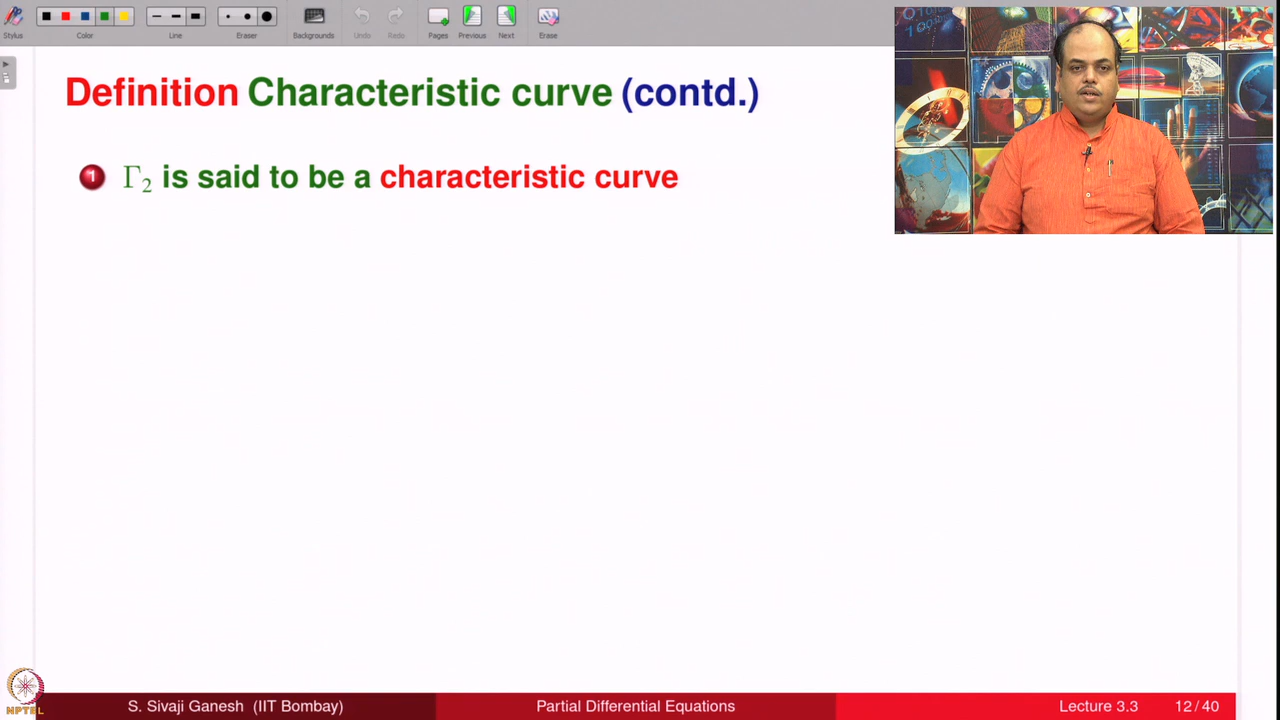 Stylus
Color
Line
Eraser
Backgrounds
Undo
Redo
Pages
Previous
Next
Erase
Definition Characteristic curve (contd.)
1 Γ₂ is said to be a characteristic curve
NPTEL
S. Sivaji Ganesh (IIT Bombay)
Partial Differential Equations
Lecture 3.3
12/40